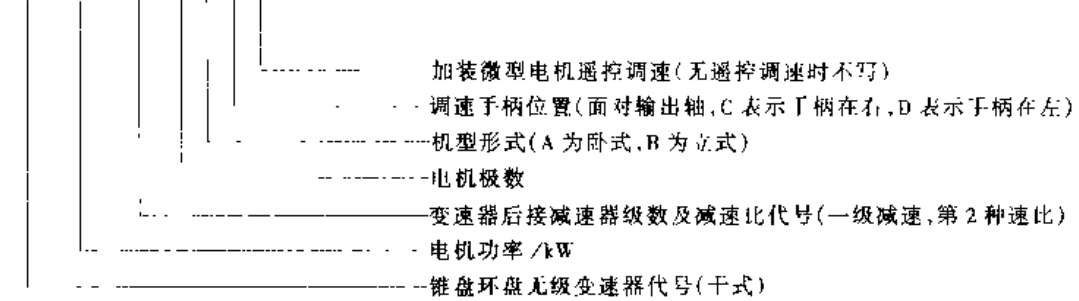 加装微型电机遥控调速(无遥控调速时不写)
调速手柄位置(面对输出轴,C 表示手柄在右,D 表示手柄在左)
机型形式(A 为卧式,B 为立式)
电机极数
变速器后接减速器级数及减速比代号(一级减速,第 2 种速比)
电机功率/kW
锥盘环盘无级变速器代号(干式)